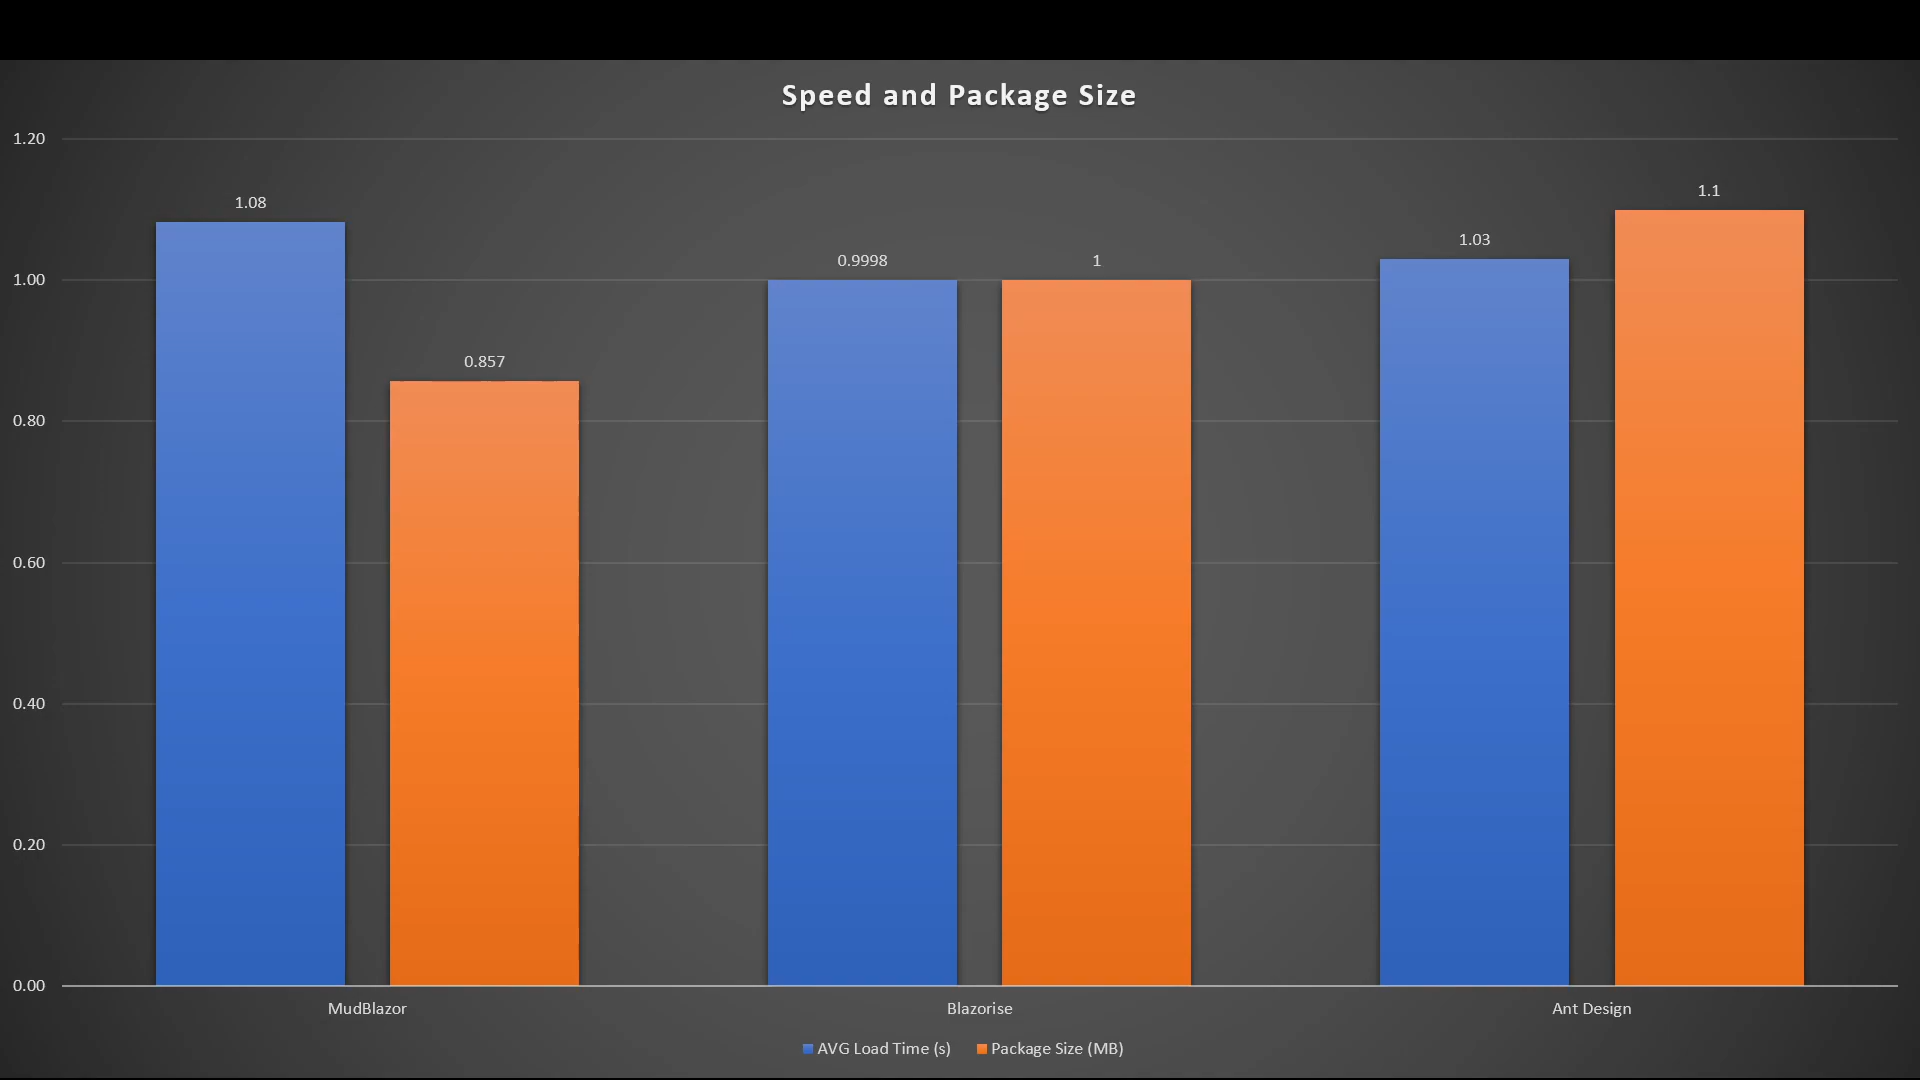 Speed and Package Size
1.20
1.00
0.80
0.60
0.40
0.20
0.00
1.08
0.857
0.9998
1
1.03
1.1
MudBlazor
Blazorise
Ant Design
AVG Load Time (s)
Package Size (MB)